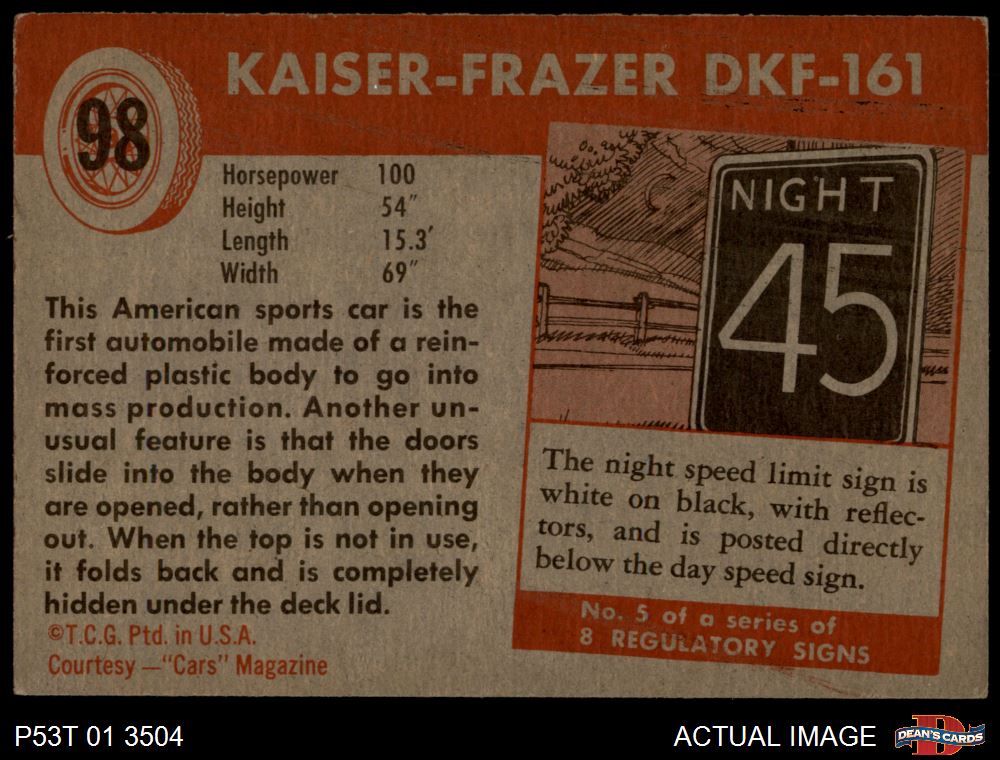 KAISER-FRAZER DKF-161
98
Horsepower 100
Height 54"
Length 15.3'
Width 69"
This American sports car is the
first automobile made of a rein-
forced plastic body to go into
mass production. Another un-
usual feature is that the doors
slide into the body when they
are opened, rather than opening
out. When the top is not in use,
it folds back and is completely
hidden under the deck lid.
©T.C.G. Ptd. in U.S.A.
Courtesy —"Cars" Magazine
NIGHT
45
The night speed limit sign is
white on black, with reflec-
tors, and is posted directly
below the day speed sign.
No. 5 of a series of
8 REGULATORY SIGNS
P53T 01 3504
ACTUAL IMAGE
D
DEAN'S CARDS